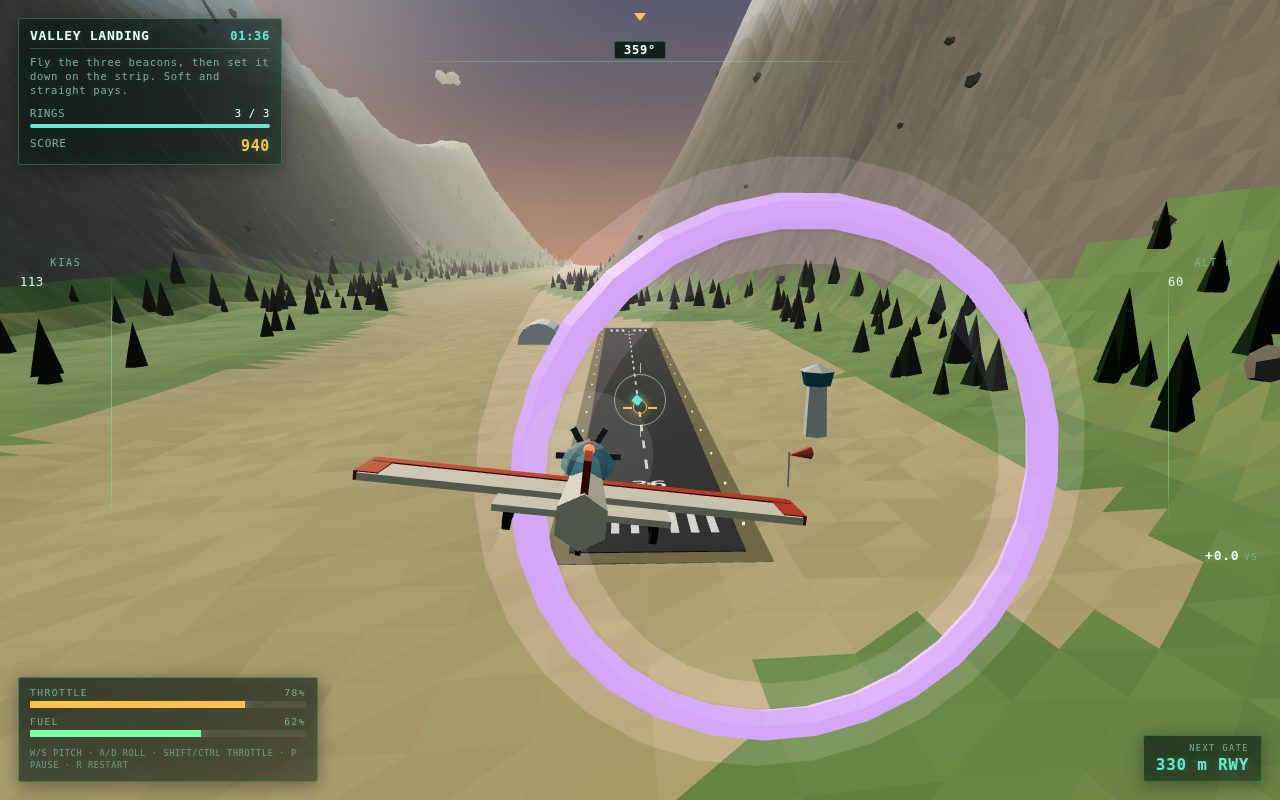 VALLEY LANDING 01:36
Fly the three beacons, then set it
down on the strip. Soft and
straight pays.
RINGS 3 / 3
SCORE 940
359°
KIAS
113
ALT m
60
+0.0 VS
THROTTLE 78%
FUEL 62%
W/S PITCH · A/D ROLL · SHIFT/CTRL THROTTLE · P
PAUSE · R RESTART
NEXT GATE
330 m RWY